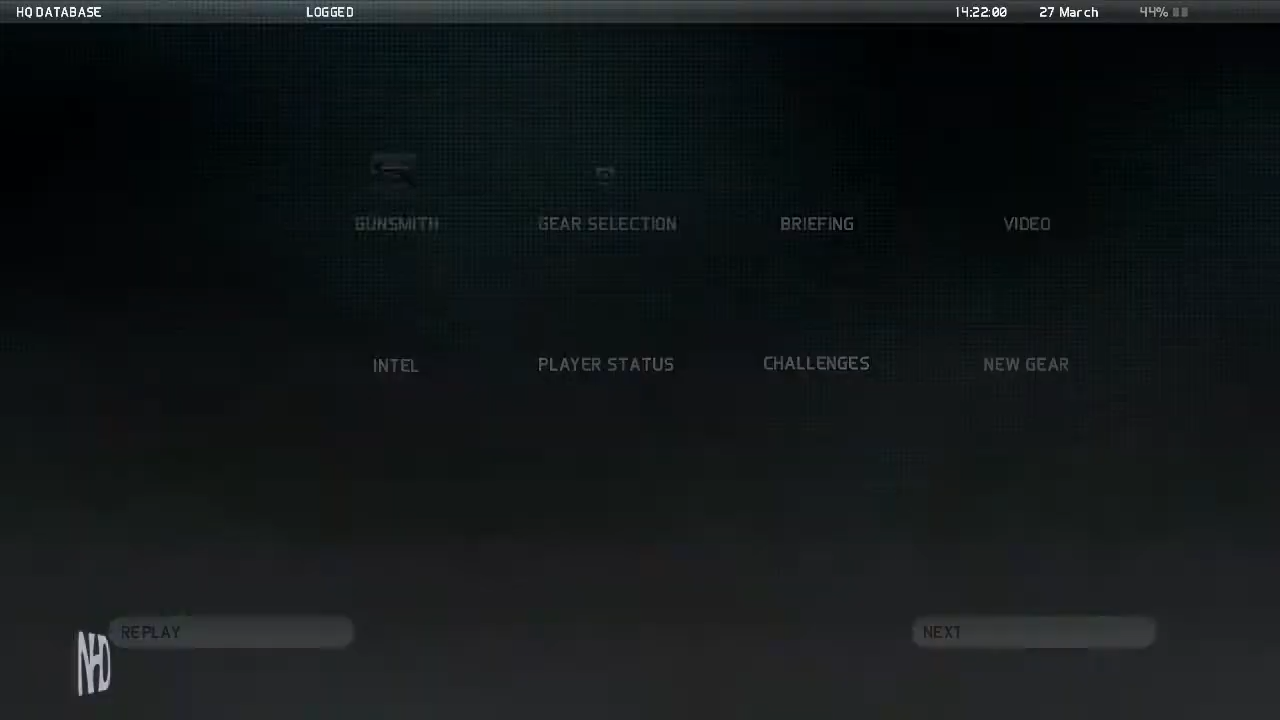 HQ DATABASE LOGGED 14:22:00 27 March 44%
GUNSMITH GEAR SELECTION BRIEFING VIDEO
INTEL PLAYER STATUS CHALLENGES NEW GEAR
REPLAY NEXT
NHD